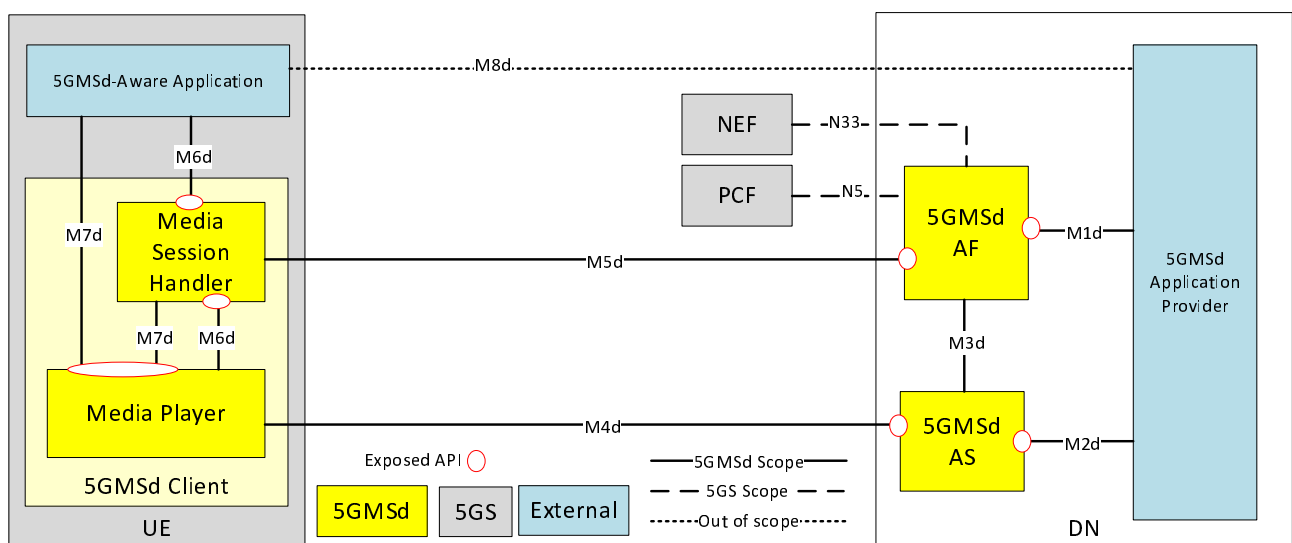 5GMSd-Aware Application
M8d
NEF
N33
PCF
N5
M6d
M7d
Media
Session
Handler
M5d
5GMSd
AF
M1d
5GMSd
Application
Provider
M7d
M6d
M3d
Media Player
M4d
5GMSd
AS
M2d
5GMSd Client
UE
Exposed API
5GMSd
5GS
External
5GMSd Scope
5GS Scope
Out of scope
DN